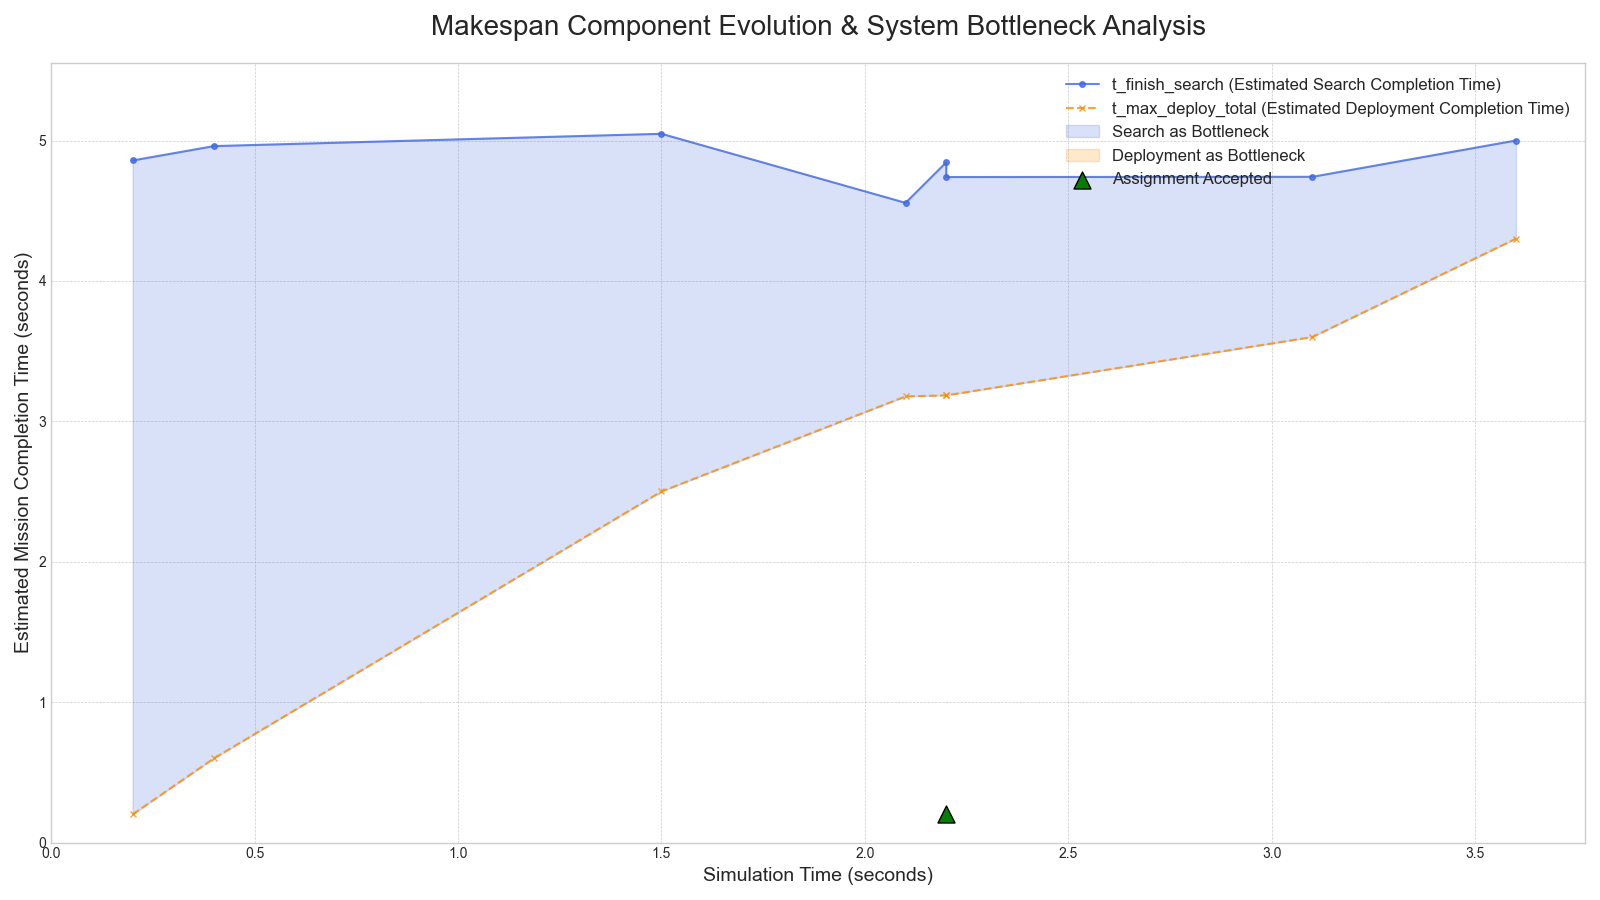 Makespan Component Evolution & System Bottleneck Analysis
t_finish_search (Estimated Search Completion Time)
t_max_deploy_total (Estimated Deployment Completion Time)
Search as Bottleneck
Deployment as Bottleneck
Assignment Accepted
Estimated Mission Completion Time (seconds)
5
4
3
2
1
0
0.0 0.5 1.0 1.5 2.0 2.5 3.0 3.5
Simulation Time (seconds)